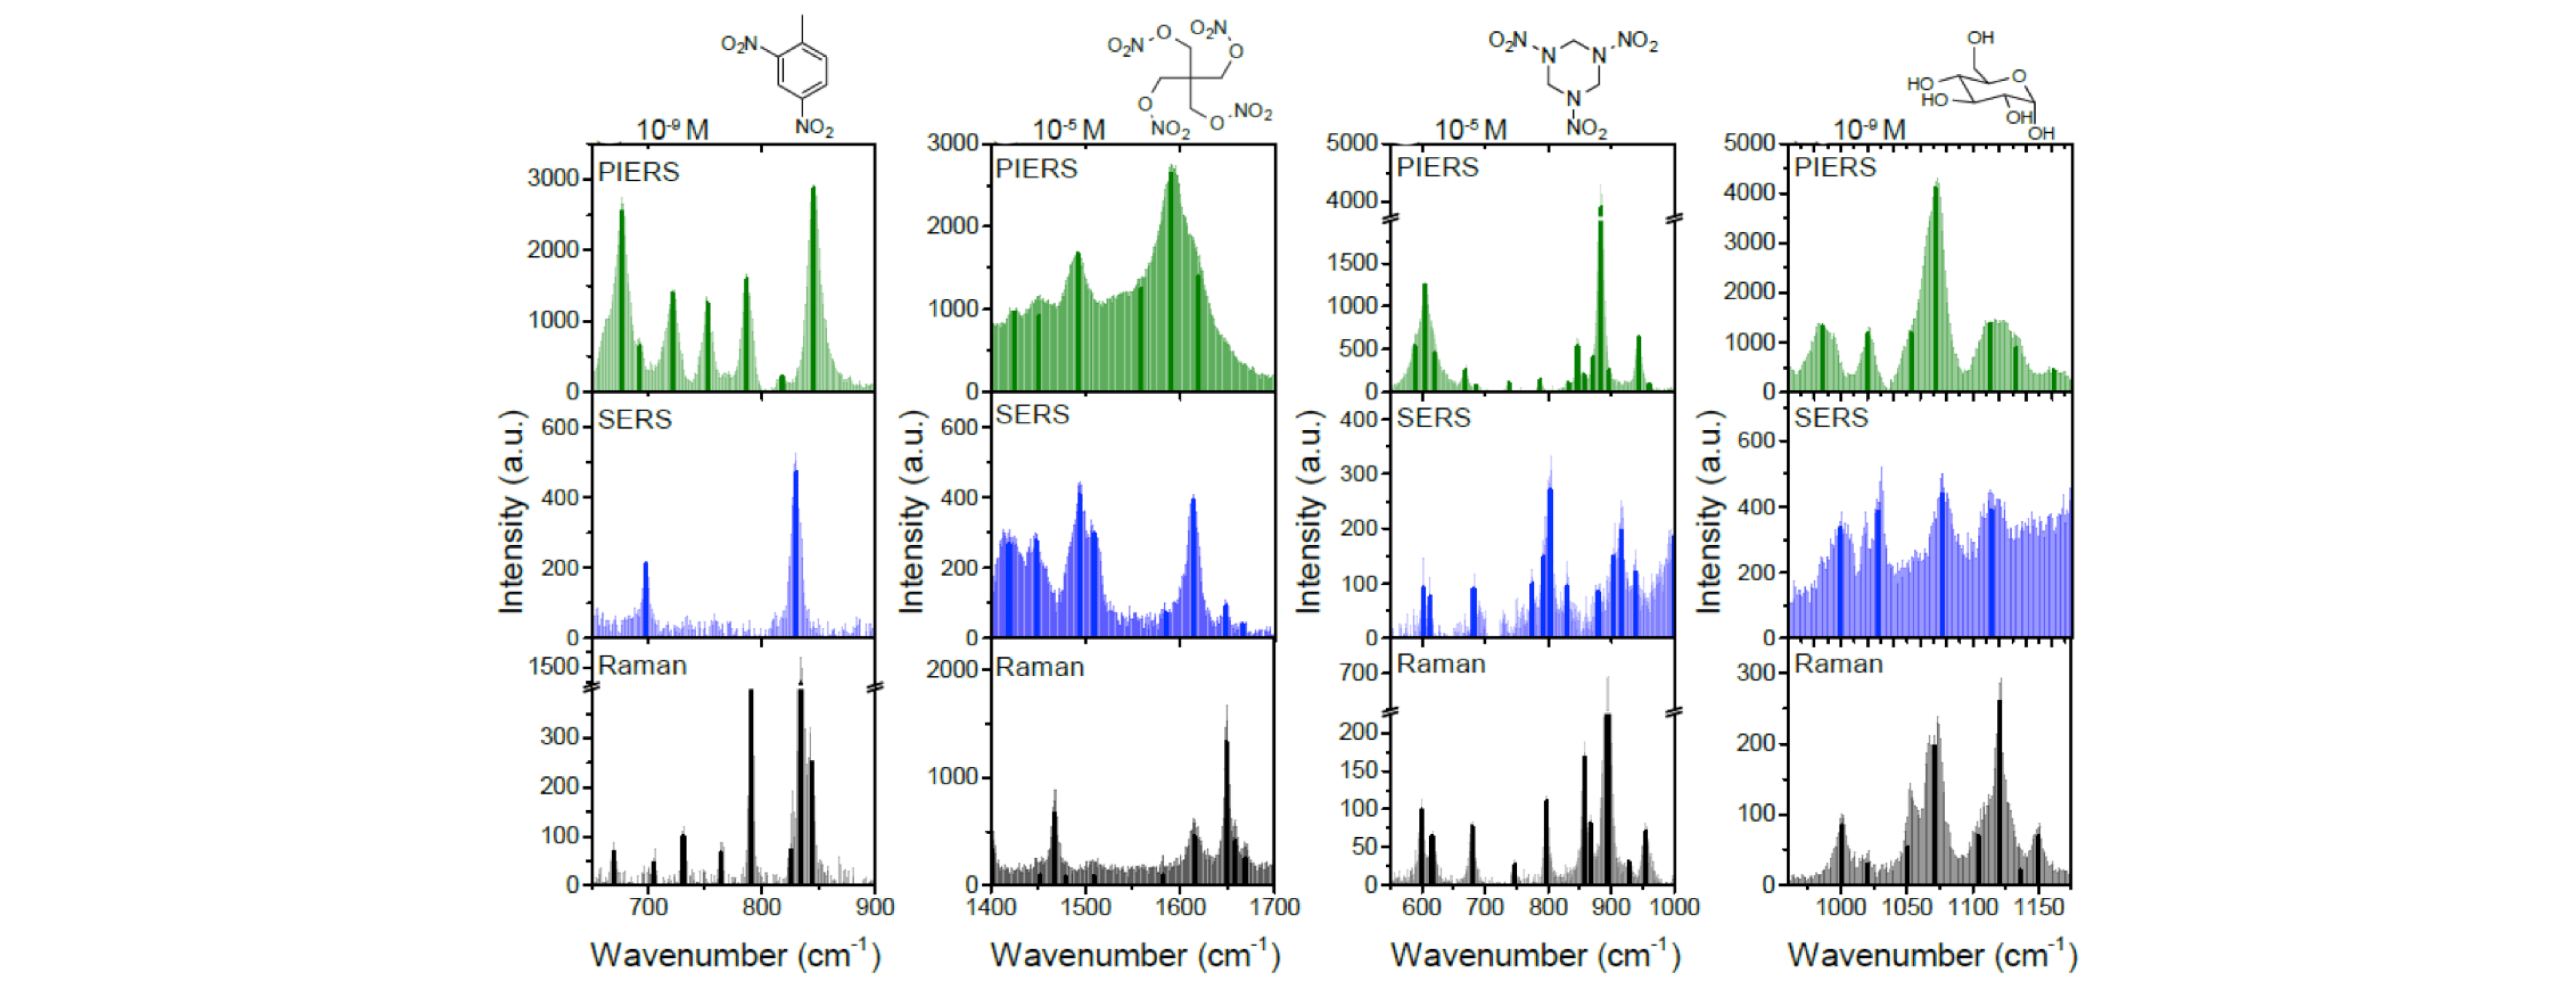 O₂N
NO₂
10⁻⁹ M
PIERS
3000
2000
1000
0
SERS
600
400
200
0
Raman
1500
300
200
100
0
700 800 900
Intensity (a.u.)
Wavenumber (cm⁻¹)
O₂N O O₂N O
O NO₂ O NO₂
10⁻⁵ M
PIERS
3000
2000
1000
0
SERS
600
400
200
0
Raman
2000
1000
0
1400 1500 1600 1700
Intensity (a.u.)
Wavenumber (cm⁻¹)
O₂N N N NO₂
N
NO₂
10⁻⁵ M
PIERS
5000
4000
1500
1000
500
0
SERS
400
300
200
100
0
Raman
700
200
150
100
50
0
600 700 800 900 1000
Intensity (a.u.)
Wavenumber (cm⁻¹)
OH
HO O
HO
OH
OH
10⁻⁹ M
PIERS
5000
4000
3000
2000
1000
0
SERS
600
400
200
0
Raman
300
200
100
0
1000 1050 1100 1150
Intensity (a.u.)
Wavenumber (cm⁻¹)